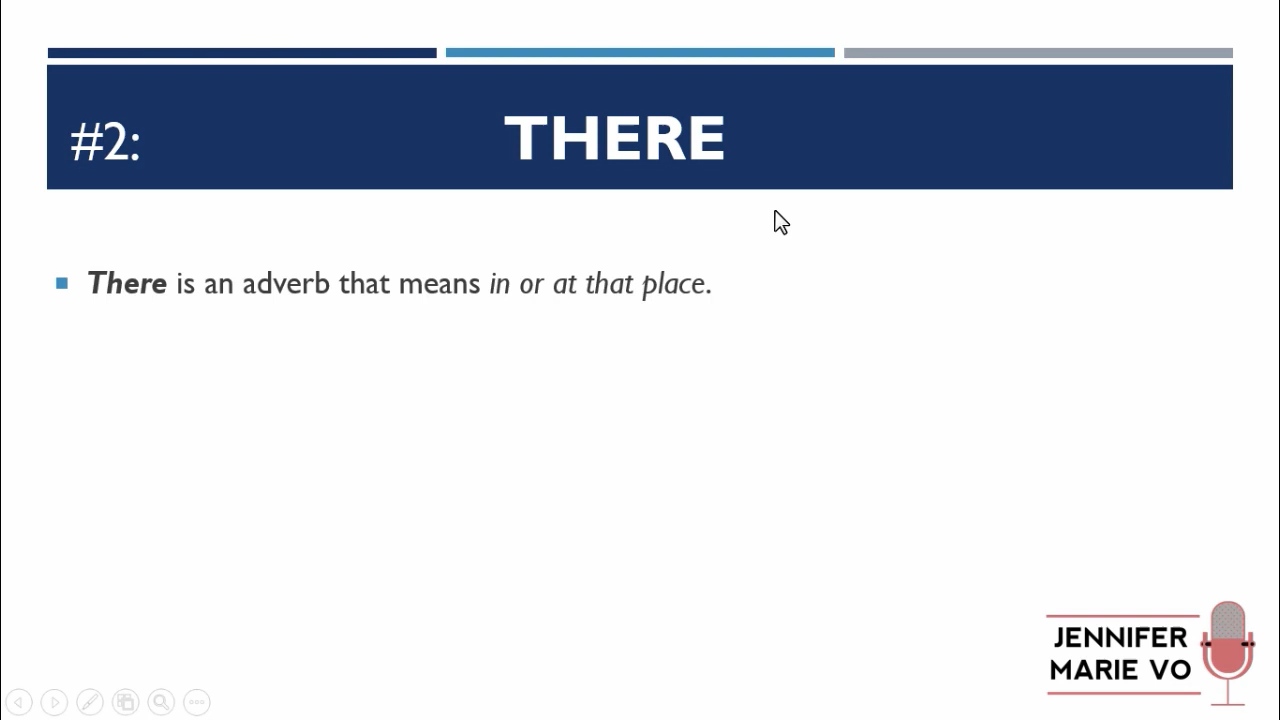 #2: THERE
There is an adverb that means in or at that place.
JENNIFER
MARIE VO